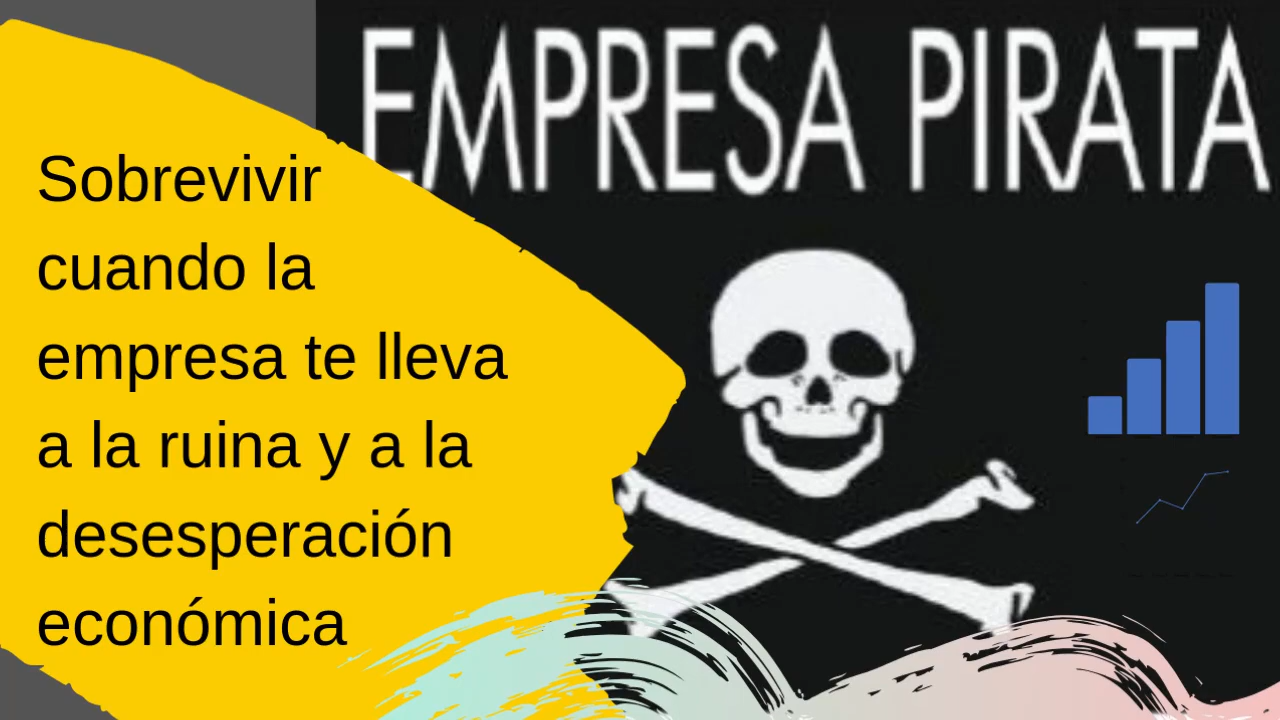 EMPRESA PIRATA
Sobrevivir
cuando la
empresa te lleva
a la ruina y a la
desesperación
económica